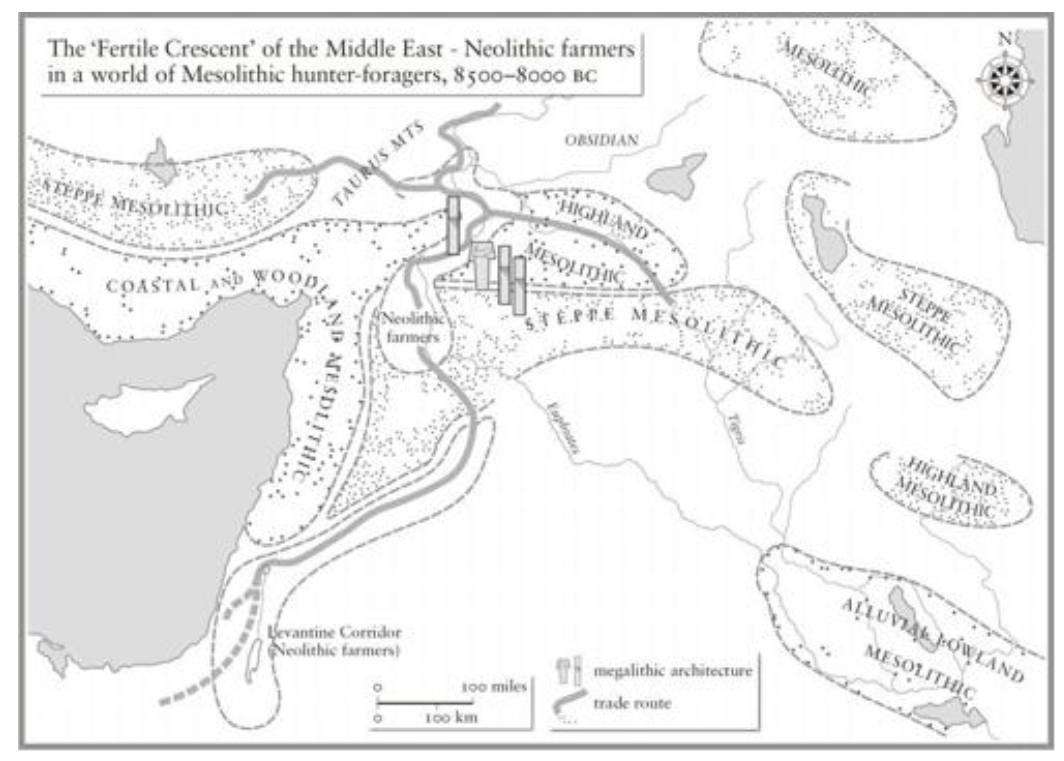 The 'Fertile Crescent' of the Middle East - Neolithic farmers
in a world of Mesolithic hunter-foragers, 8500–8000 BC
N
MESOLITHIC
OBSIDIAN
TAURUS MTS
STEPPE MESOLITHIC
HIGHLAND
MESOLITHIC
COASTAL AND WOODLAND MESOLITHIC
Neolithic
farmers
STEPPE MESOLITHIC
STEPPE
MESOLITHIC
Euphrates
Tigris
HIGHLAND
MESOLITHIC
ALLUVIAL LOWLAND
MESOLITHIC
Levantine Corridor
(Neolithic farmers)
0 100 miles
0 100 km
megalithic architecture
trade route